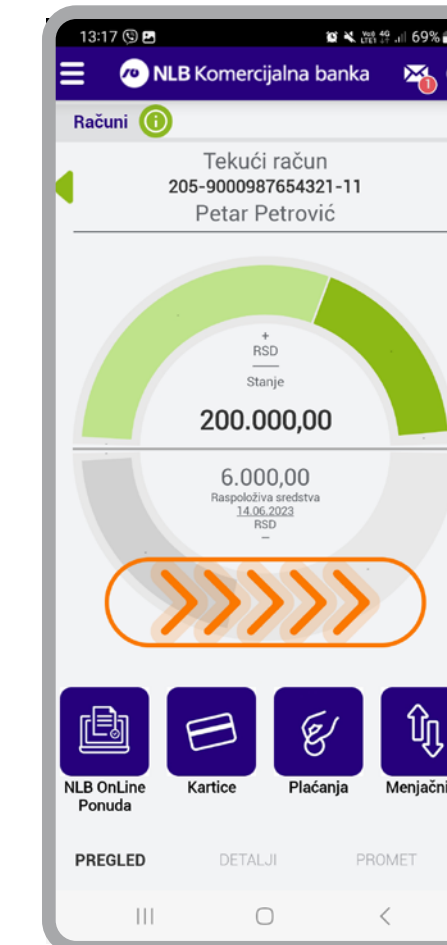 13:17 69%
NLB Komercijalna banka
1
Računi
Tekući račun
205-9000987654321-11
Petar Petrović
+
RSD
Stanje
200.000,00
6.000,00
Raspoloživa sredstva
14.06.2023
RSD
–
NLB OnLine
Ponuda
Kartice
Plaćanja
Menjačni
PREGLED
DETALJI
PROMET